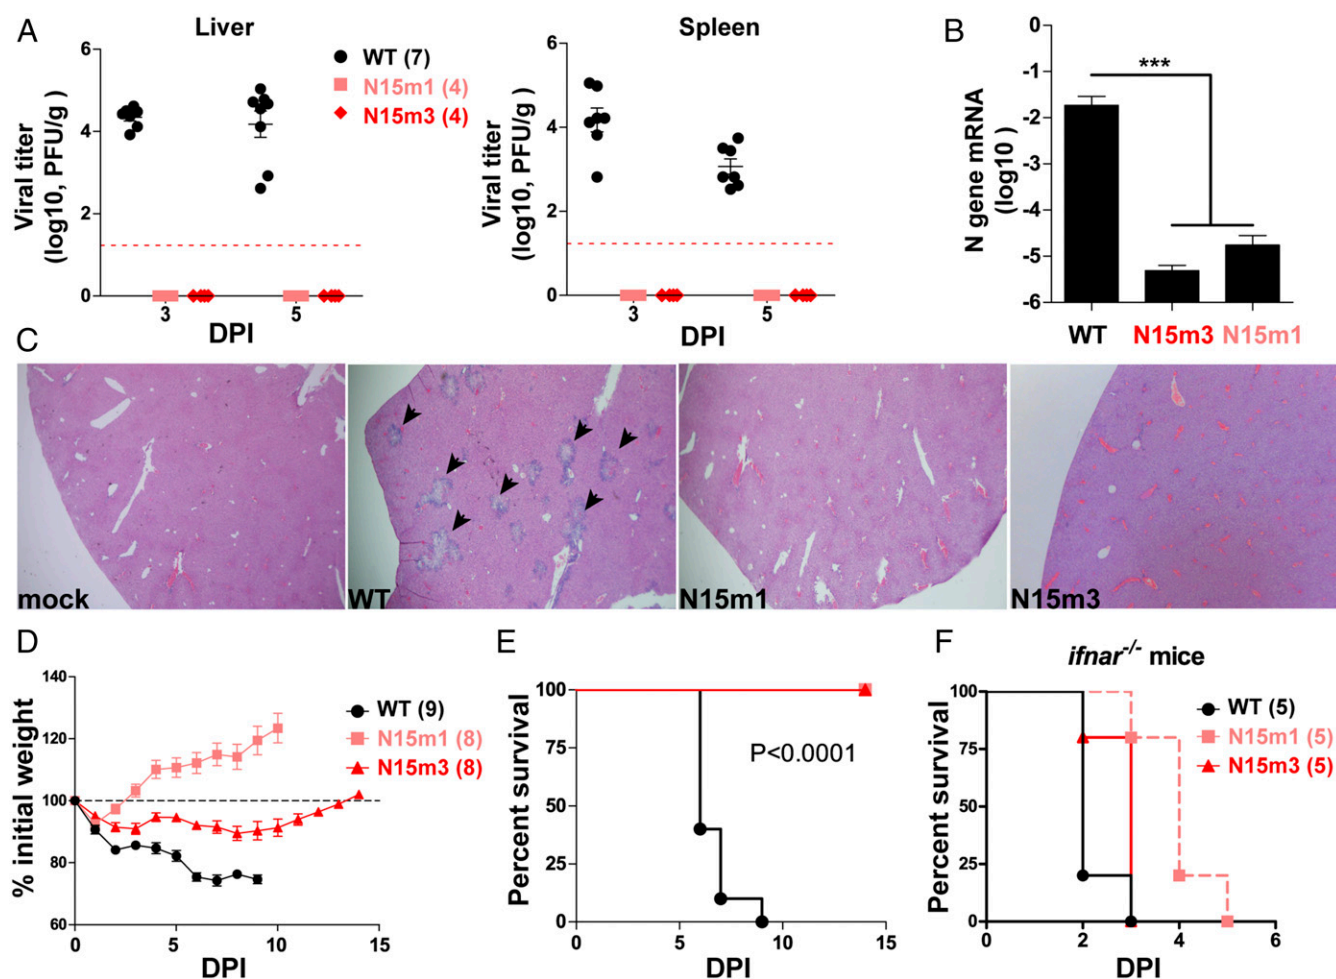 A
Liver
Spleen
B
WT (7)
N15m1 (4)
N15m3 (4)
Viral titer
(log10, PFU/g)
6
4
2
0
3
5
DPI
Viral titer
(log10, PFU/g)
6
4
2
0
3
5
DPI
N gene mRNA
(log10)
0
-1
-2
-4
-5
-6
***
WT
N15m3
N15m1
C
mock
WT
N15m1
N15m3
D
% initial weight
140
120
100
80
60
0
5
10
15
DPI
WT (9)
N15m1 (8)
N15m3 (8)
E
Percent survival
100
75
50
25
0
0
5
10
15
DPI
P<0.0001
F
ifnar-/- mice
Percent survival
100
75
50
25
0
0
2
4
6
DPI
WT (5)
N15m1 (5)
N15m3 (5)